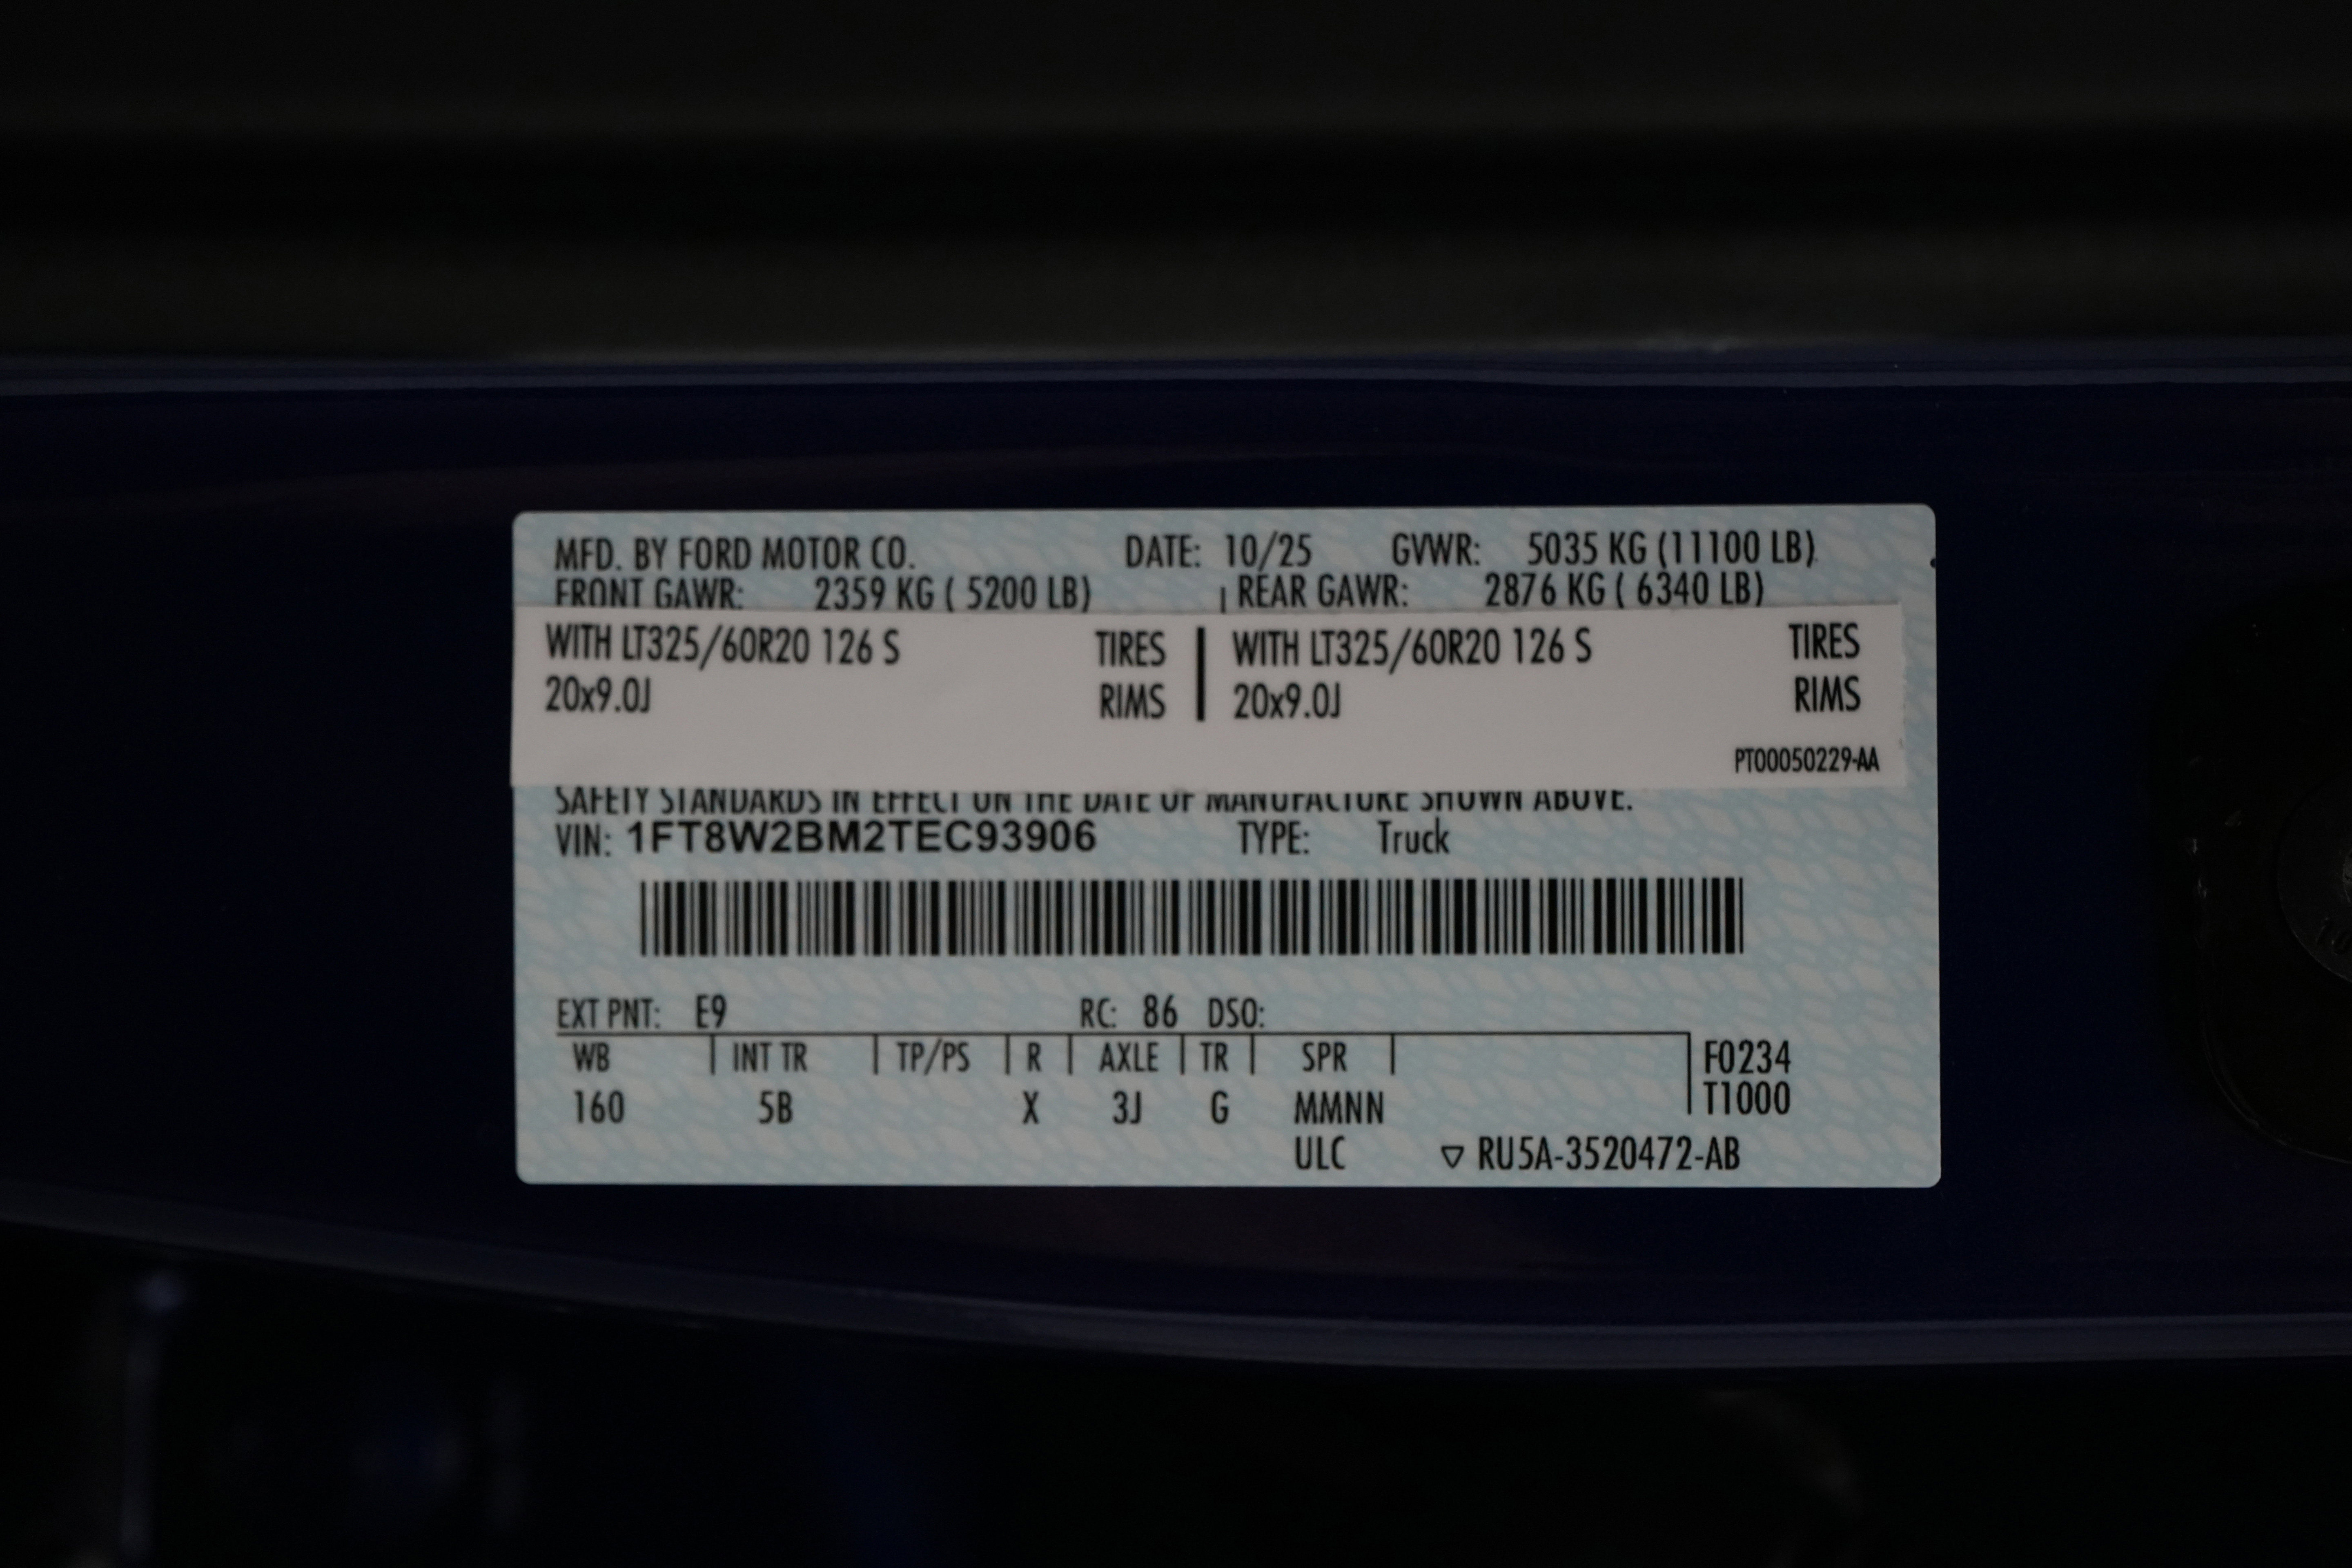 MFD. BY FORD MOTOR CO. DATE: 10/25 GVWR: 5035 KG (11100 LB)
FRONT GAWR: 2359 KG ( 5200 LB) | REAR GAWR: 2876 KG ( 6340 LB)
WITH LT325/60R20 126 S TIRES | WITH LT325/60R20 126 S TIRES
20x9.0J RIMS | 20x9.0J RIMS
PT00050229-AA
SAFETY STANDARDS IN EFFECT ON THE DATE OF MANUFACTURE SHOWN ABOVE.
VIN: 1FT8W2BM2TEC93906 TYPE: Truck
EXT PNT: E9 RC: 86 DSO:
WB | INT TR | TP/PS | R | AXLE | TR | SPR | F0234
T1000
160 5B X 3J G MMNN
ULC ▽ RU5A-3520472-AB